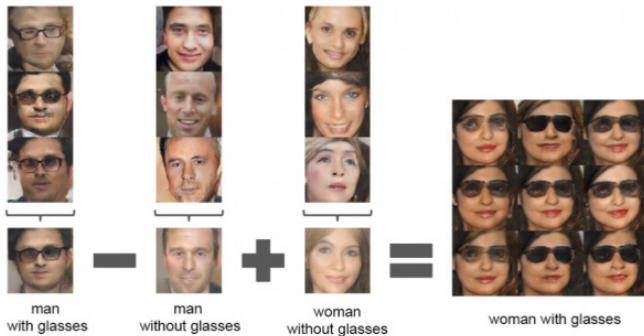 man
with glasses
man
without glasses
woman
without glasses
woman with glasses